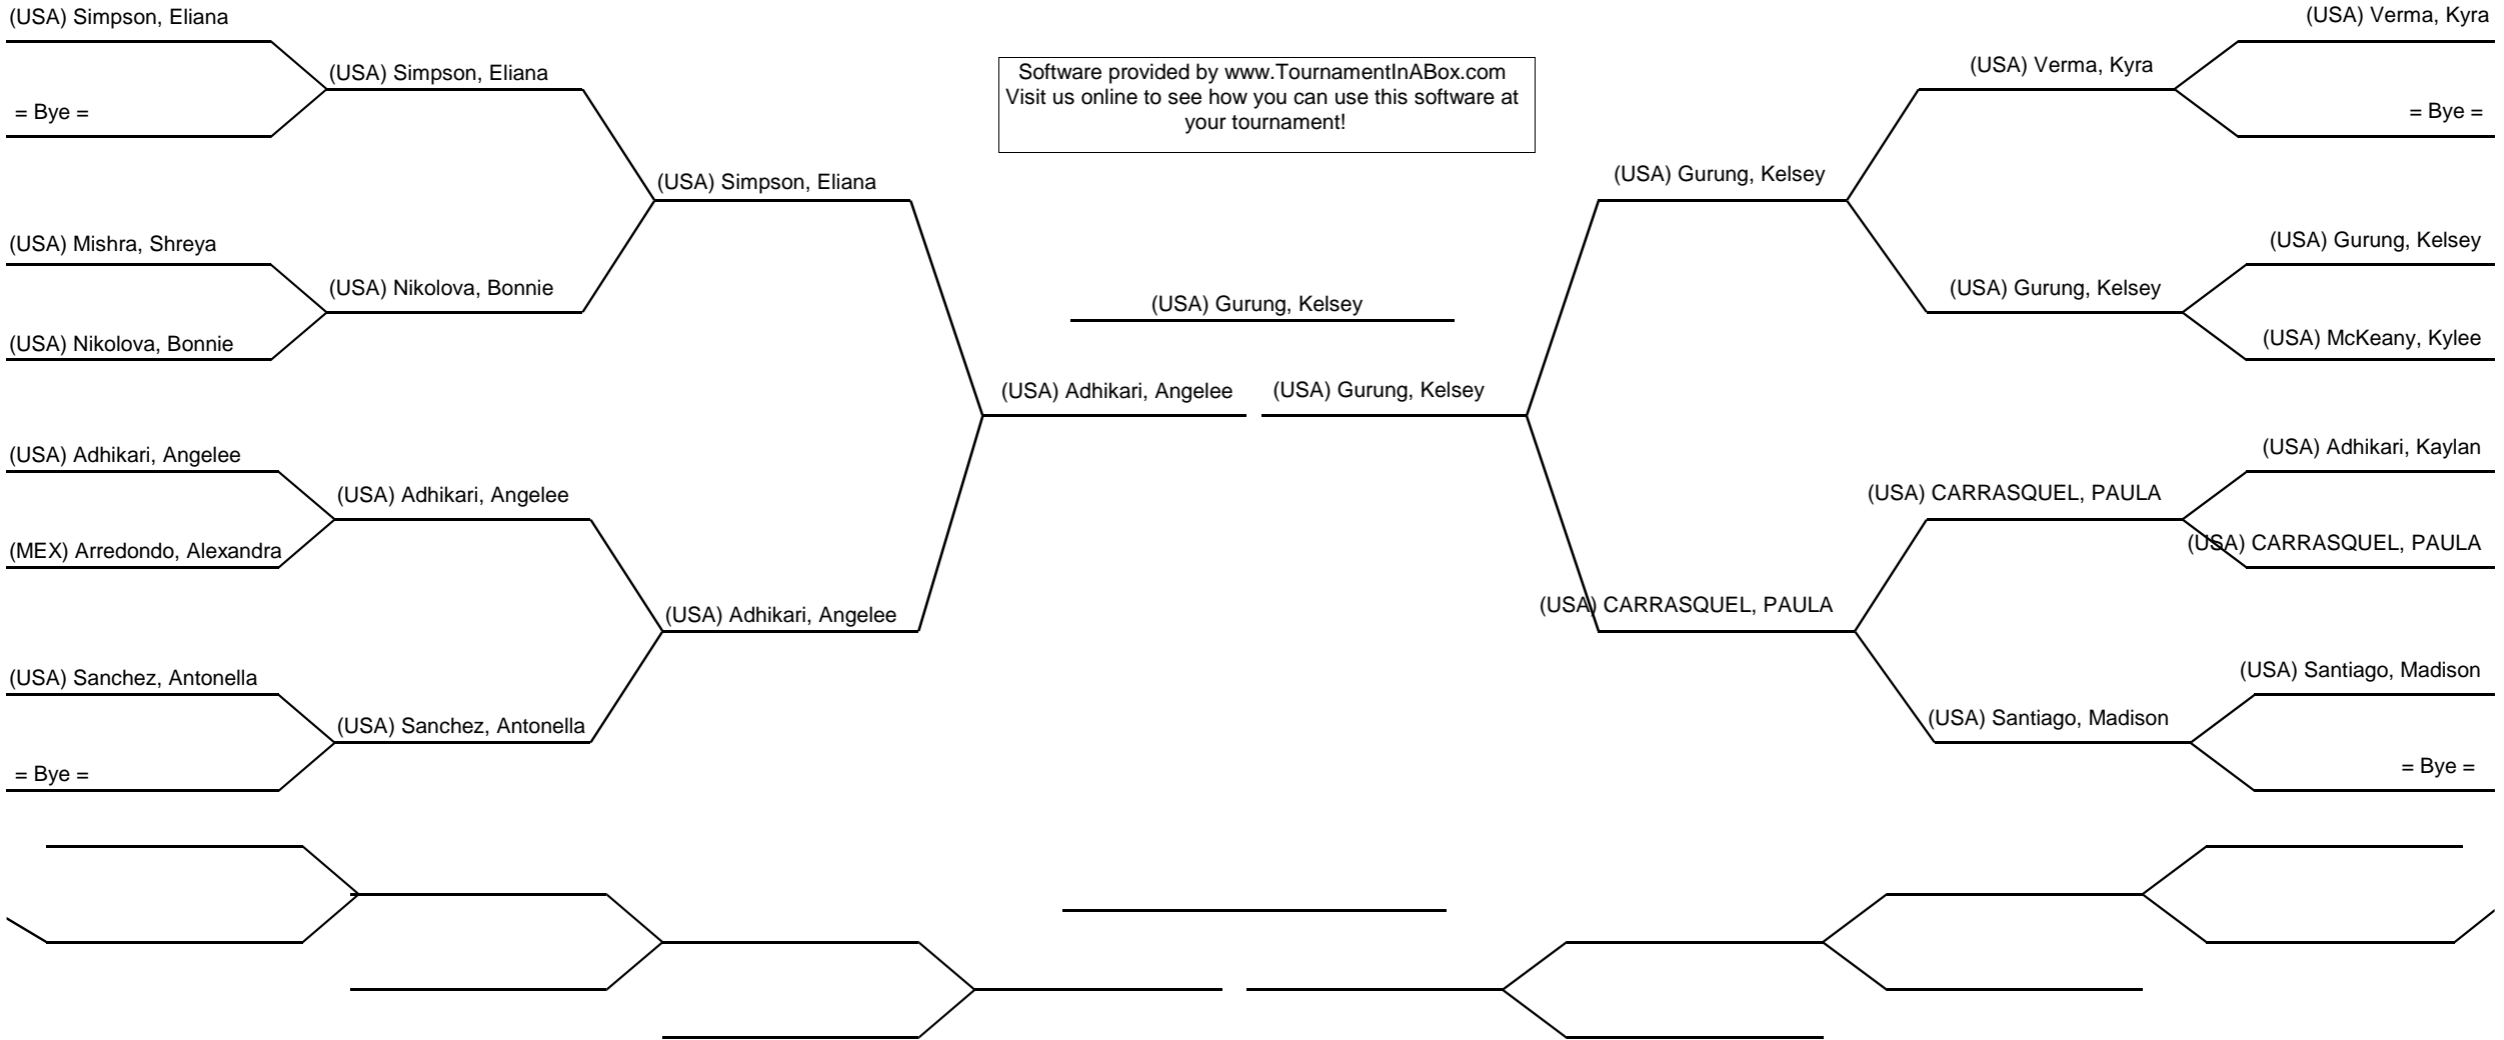 (USA) Simpson, Eliana
= Bye =
(USA) Mishra, Shreya
(USA) Nikolova, Bonnie
(USA) Adhikari, Angelee
(MEX) Arredondo, Alexandra
(USA) Sanchez, Antonella
= Bye =
(USA) Simpson, Eliana
(USA) Nikolova, Bonnie
(USA) Adhikari, Angelee
(USA) Sanchez, Antonella
(USA) Simpson, Eliana
(USA) Adhikari, Angelee
Software provided by www.TournamentInABox.com
Visit us online to see how you can use this software at
your tournament!
(USA) Gurung, Kelsey
(USA) Adhikari, Angelee
(USA) Gurung, Kelsey
(USA) Gurung, Kelsey
(USA) CARRASQUEL, PAULA
(USA) Verma, Kyra
(USA) Gurung, Kelsey
(USA) CARRASQUEL, PAULA
(USA) Santiago, Madison
(USA) Verma, Kyra
= Bye =
(USA) Gurung, Kelsey
(USA) McKeany, Kylee
(USA) Adhikari, Kaylan
(USA) CARRASQUEL, PAULA
(USA) Santiago, Madison
= Bye =